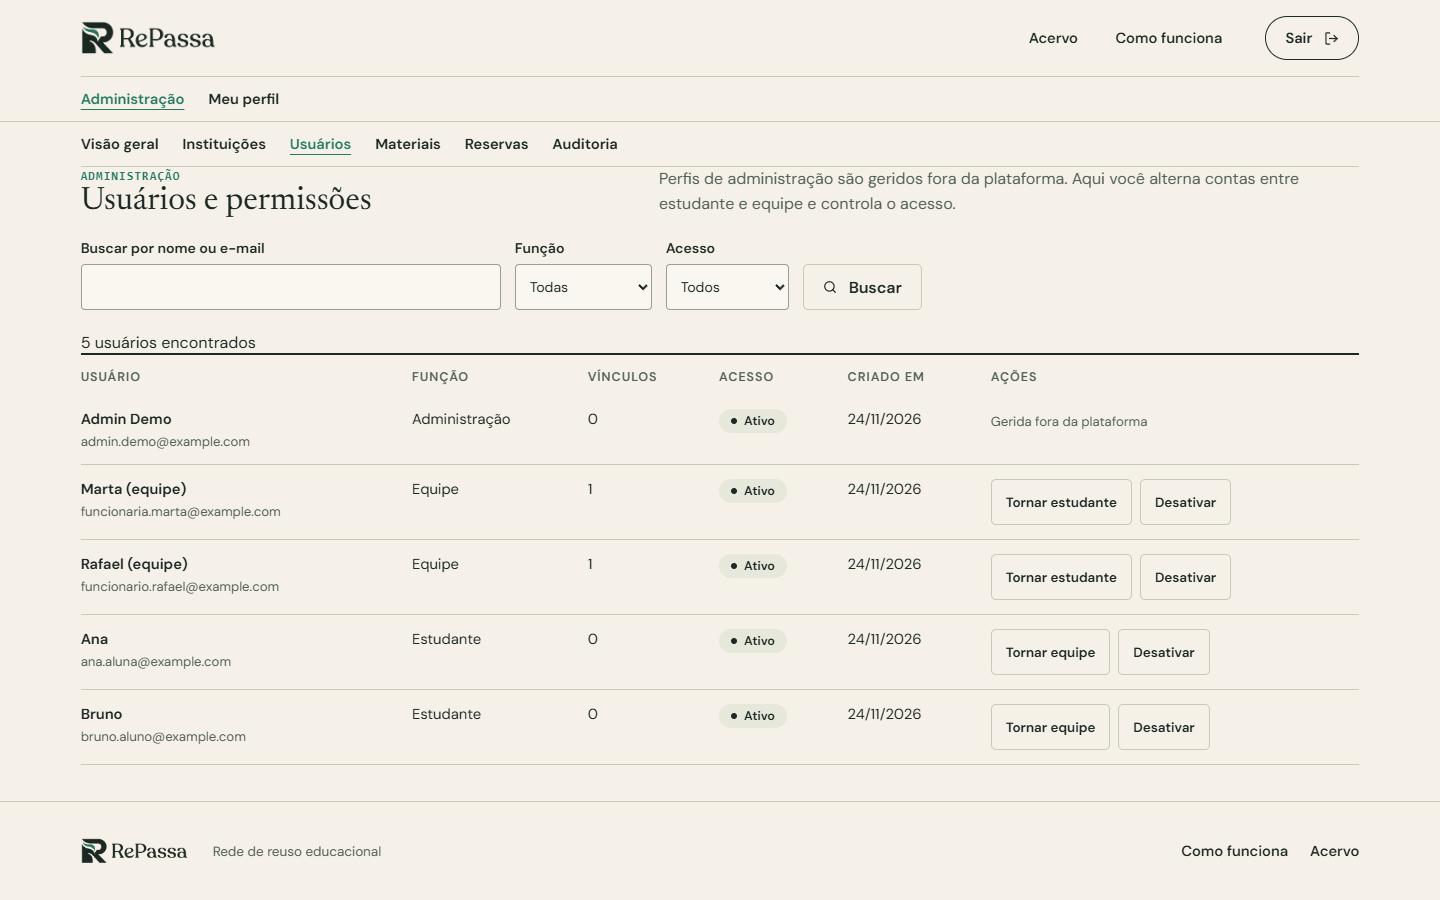 RePassa
Acervo
Como funciona
Sair
Administração
Meu perfil
Visão geral
Instituições
Usuários
Materiais
Reservas
Auditoria
ADMINISTRAÇÃO
Usuários e permissões
Perfis de administração são geridos fora da plataforma. Aqui você alterna contas entre
estudante e equipe e controla o acesso.
Buscar por nome ou e-mail
Função
Acesso
Todas
Todos
Buscar
5 usuários encontrados
USUÁRIO
FUNÇÃO
VÍNCULOS
ACESSO
CRIADO EM
AÇÕES
Admin Demo
admin.demo@example.com
Administração
0
Ativo
24/11/2026
Gerida fora da plataforma
Marta (equipe)
funcionaria.marta@example.com
Equipe
1
Ativo
24/11/2026
Tornar estudante
Desativar
Rafael (equipe)
funcionario.rafael@example.com
Equipe
1
Ativo
24/11/2026
Tornar estudante
Desativar
Ana
ana.aluna@example.com
Estudante
0
Ativo
24/11/2026
Tornar equipe
Desativar
Bruno
bruno.aluno@example.com
Estudante
0
Ativo
24/11/2026
Tornar equipe
Desativar
RePassa
Rede de reuso educacional
Como funciona
Acervo